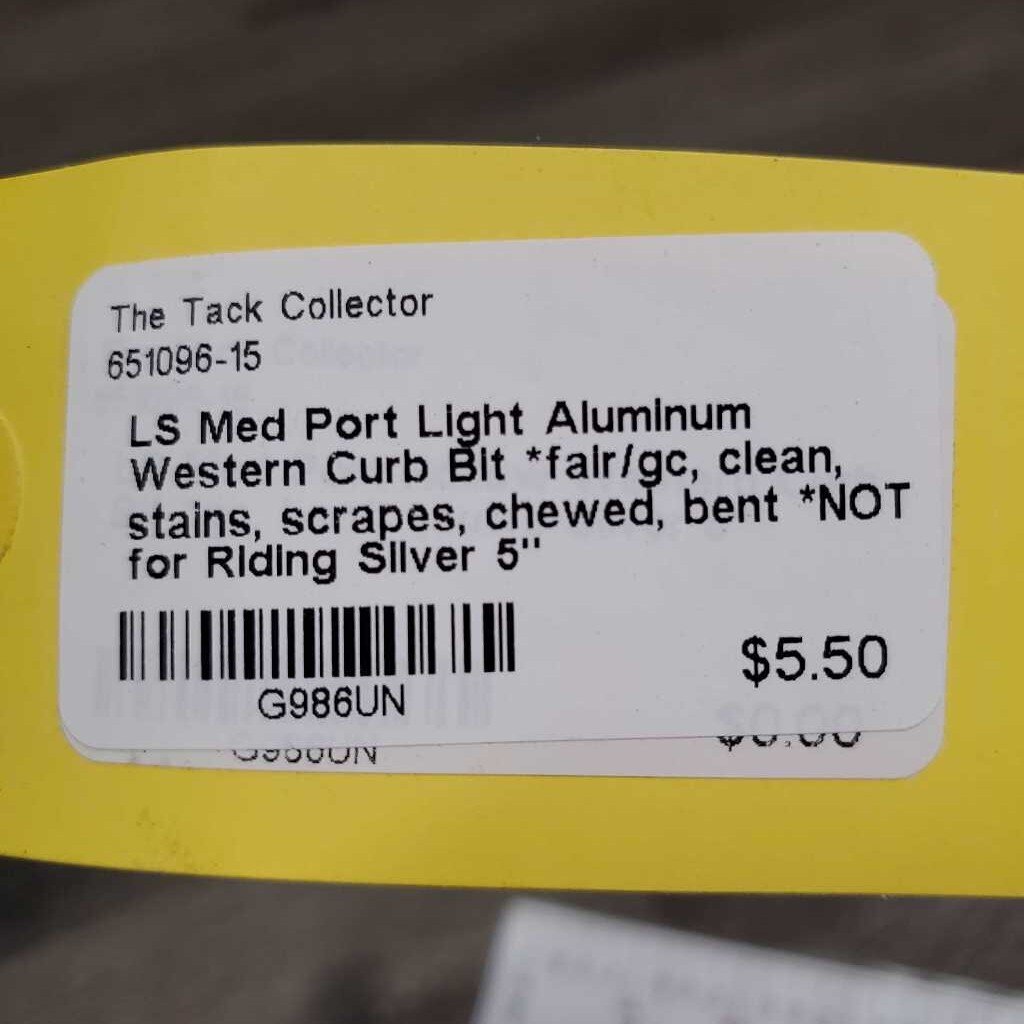 The Tack Collector
651096-15
LS Med Port Light Aluminum
Western Curb Bit *fair/gc, clean,
stains, scrapes, chewed, bent *NOT
for Riding Silver 5"
$5.50
G986UN